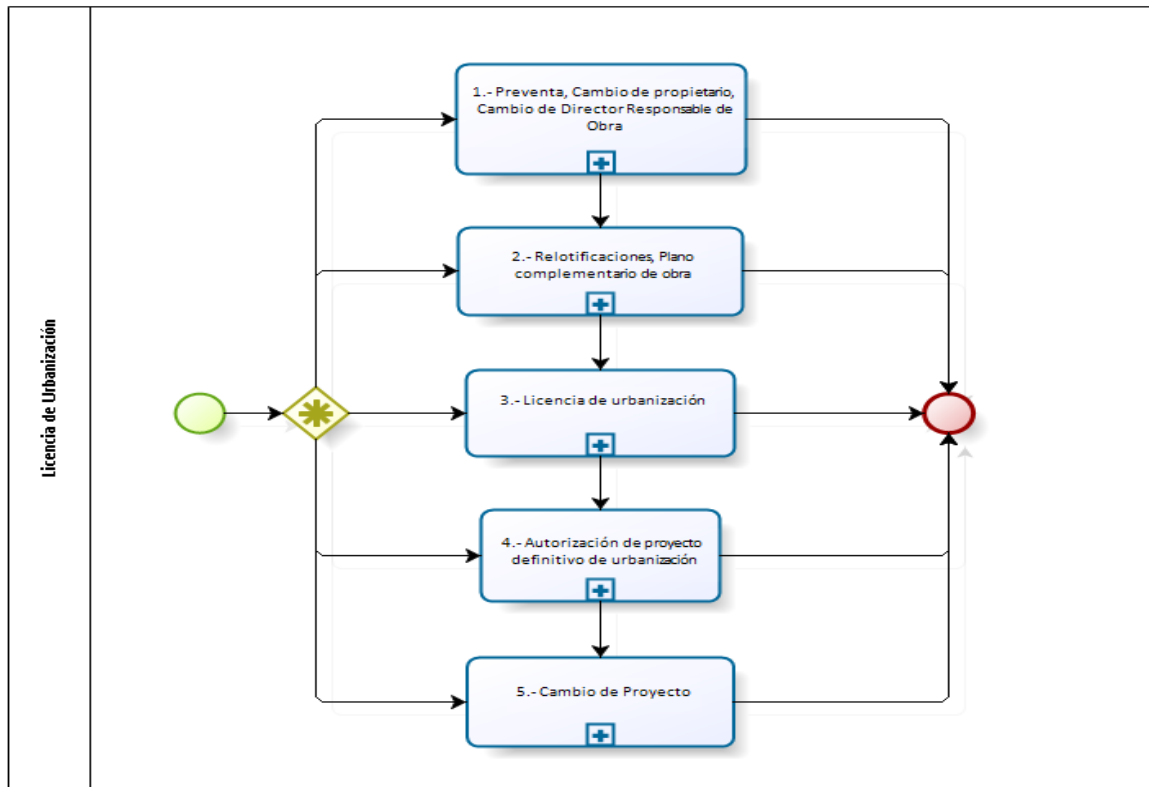 Licencia de Urbanización
1.- Preventa, Cambio de propietario,
Cambio de Director Responsable de
Obra
2.- Relotificaciones, Plano
complementario de obra
3.- Licencia de urbanización
4.- Autorización de proyecto
definitivo de urbanización
5.- Cambio de Proyecto